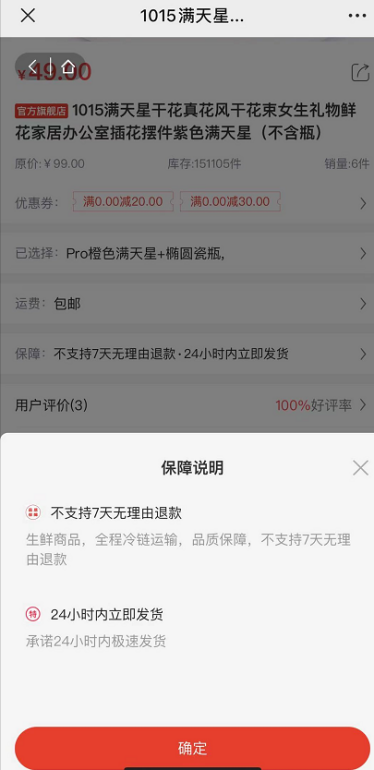 1015满天星...
¥49.00
官方旗舰店 1015满天星干花真花风干花束女生礼物鲜
花家居办公室插花摆件紫色满天星（不含瓶）
原价:￥99.00 库存:151105件 销量:6件
优惠券: 满0.00减20.00 满0.00减30.00
已选择: Pro橙色满天星+椭圆瓷瓶,
运费: 包邮
保障: 不支持7天无理由退款·24小时内立即发货
用户评价(3) 100%好评率
保障说明
不支持7天无理由退款
生鲜商品，全程冷链运输，品质保障，不支持7天无理
由退款
特 24小时内立即发货
承诺24小时内极速发货
确定